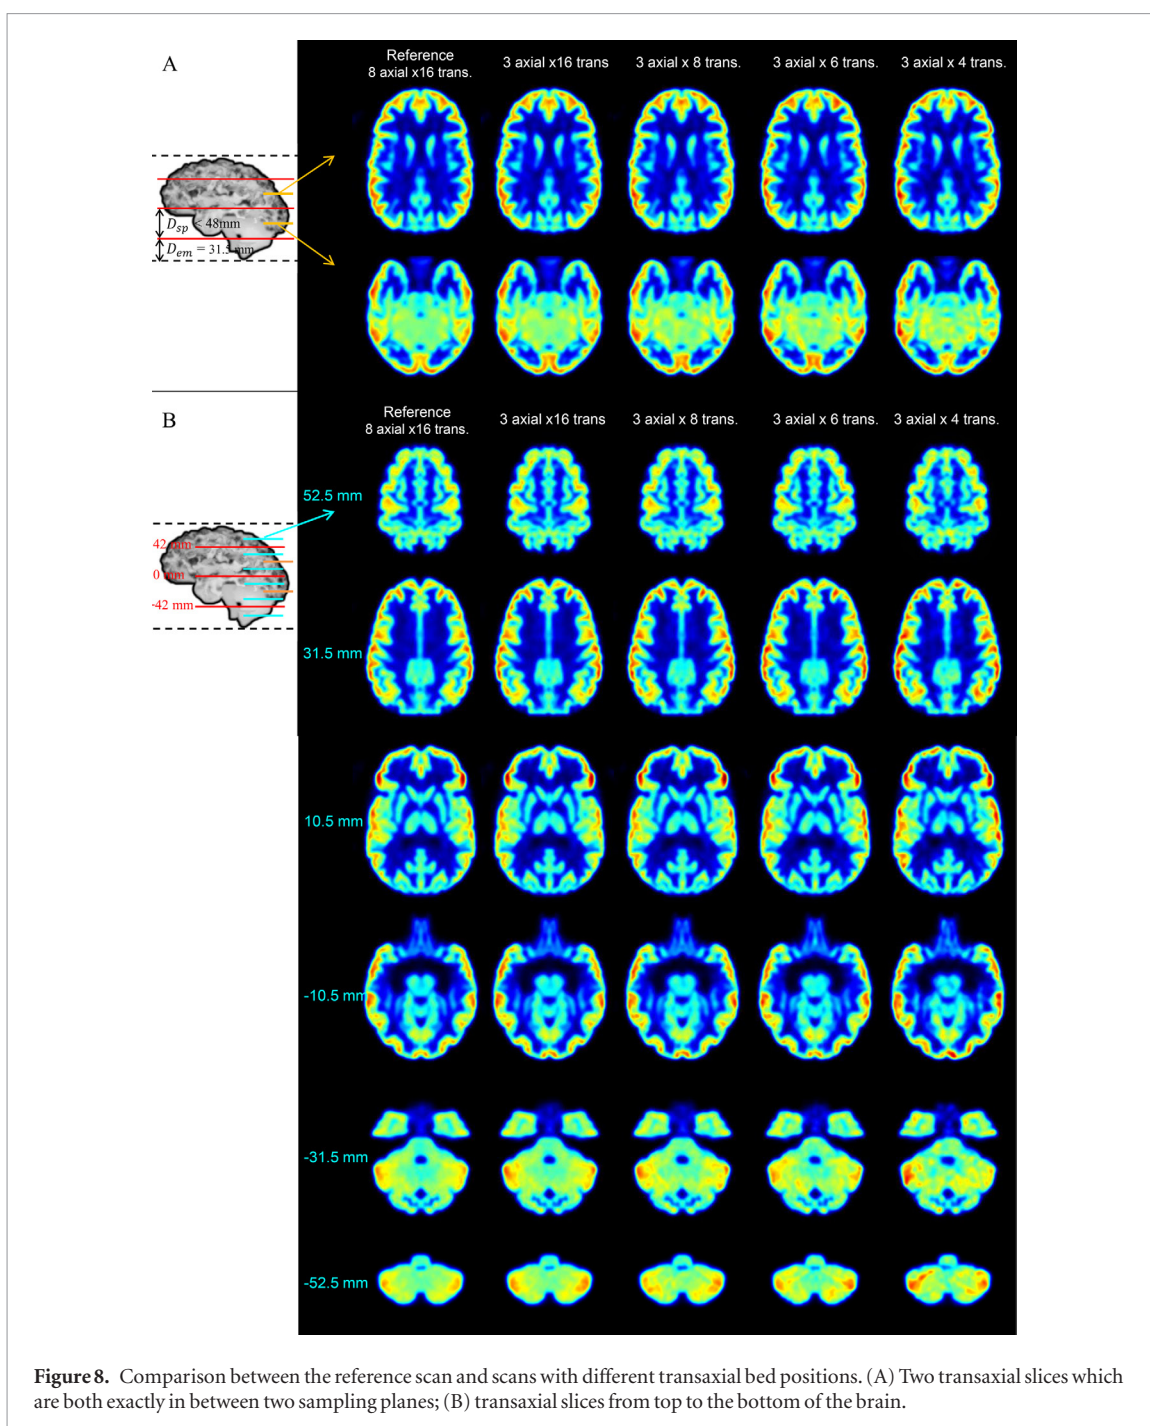 A
Reference
8 axial x16 trans.
3 axial x16 trans
3 axial x 8 trans.
3 axial x 6 trans.
3 axial x 4 trans.
D_sp < 48mm
D_em = 31.5 mm
B
Reference
8 axial x16 trans.
3 axial x16 trans
3 axial x 8 trans.
3 axial x 6 trans.
3 axial x 4 trans.
52.5 mm
42 mm
0 mm
-42 mm
31.5 mm
10.5 mm
-10.5 mm
-31.5 mm
-52.5 mm
Figure 8. Comparison between the reference scan and scans with different transaxial bed positions. (A) Two transaxial slices which
are both exactly in between two sampling planes; (B) transaxial slices from top to the bottom of the brain.